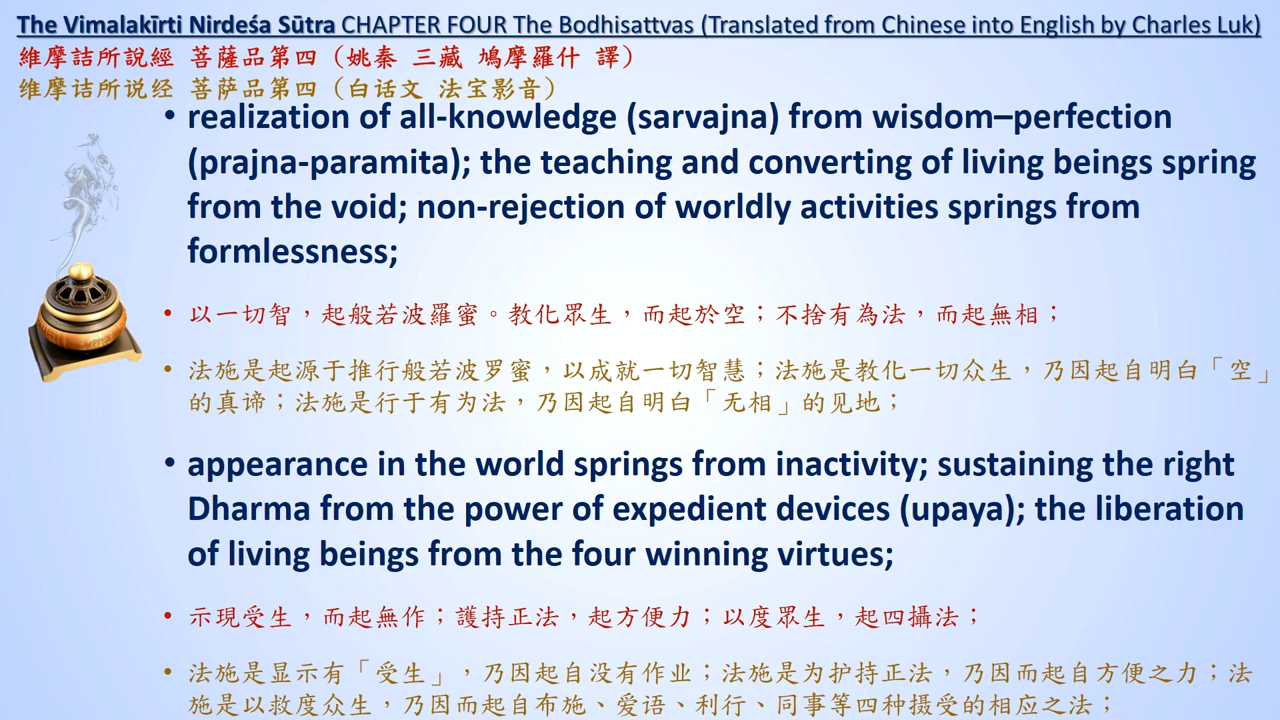 The Vimalakīrti Nirdeśa Sūtra CHAPTER FOUR The Bodhisattvas (Translated from Chinese into English by Charles Luk)
維摩詰所說經 菩薩品第四（姚秦 三藏 鳩摩羅什 譯）
维摩诘所说经 菩萨品第四（白话文 法宝影音）
• realization of all-knowledge (sarvajna) from wisdom–perfection
(prajna-paramita); the teaching and converting of living beings spring
from the void; non-rejection of worldly activities springs from
formlessness;
• 以一切智，起般若波羅蜜。教化眾生，而起於空；不捨有為法，而起無相；
• 法施是起源于推行般若波罗蜜，以成就一切智慧；法施是教化一切众生，乃因起自明白「空」
的真谛；法施是行于有为法，乃因起自明白「无相」的见地；
• appearance in the world springs from inactivity; sustaining the right
Dharma from the power of expedient devices (upaya); the liberation
of living beings from the four winning virtues;
• 示現受生，而起無作；護持正法，起方便力；以度眾生，起四攝法；
• 法施是显示有「受生」，乃因起自没有作业；法施是为护持正法，乃因而起自方便之力；法
施是以救度众生，乃因而起自布施、爱语、利行、同事等四种摄受的相应之法；